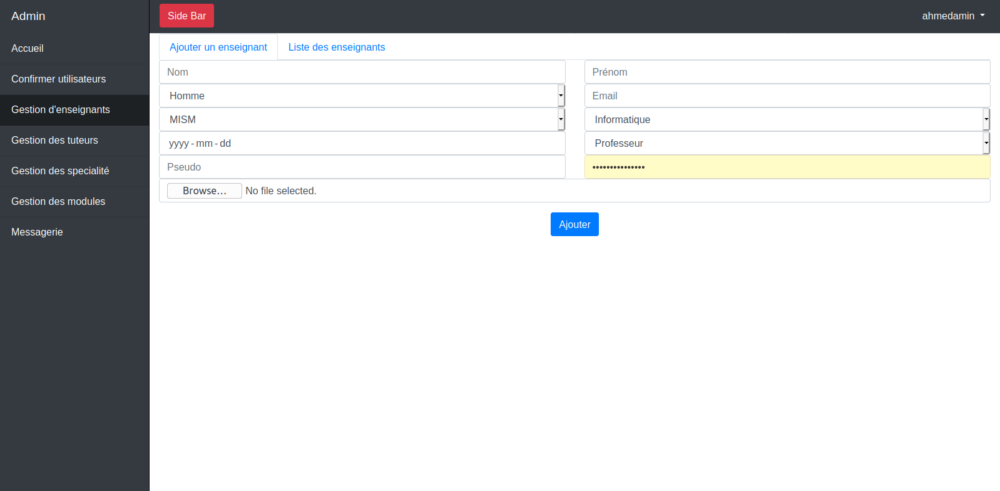 Admin
Side Bar
ahmedamin
Accueil
Confirmer utilisateurs
Gestion d'enseignants
Gestion des tuteurs
Gestion des specialité
Gestion des modules
Messagerie
Ajouter un enseignant
Liste des enseignants
Nom
Prénom
Homme
Email
MISM
Informatique
yyyy-mm-dd
Professeur
Pseudo
•••••••••••••••
Browse...
No file selected.
Ajouter